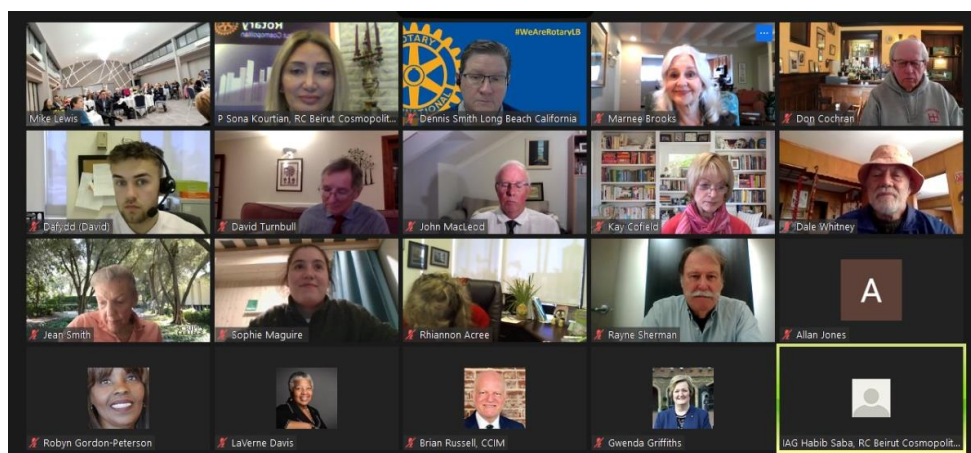 Mike Lewis
P Sona Kourtian, RC Beirut Cosmopolit...
#WeAreRotaryLB
Dennis Smith Long Beach California
Marnee Brooks
Don Cochran
Dafydd (David)
David Turnbull
John MacLeod
Kay Cofield
Dale Whitney
Jean Smith
Sophie Maguire
Rhiannon Acree
Rayne Sherman
A
Allan Jones
Robyn Gordon-Peterson
LaVerne Davis
Brian Russell, CCIM
Gwenda Griffiths
IAG Habib Saba, RC Beirut Cosmopolit...